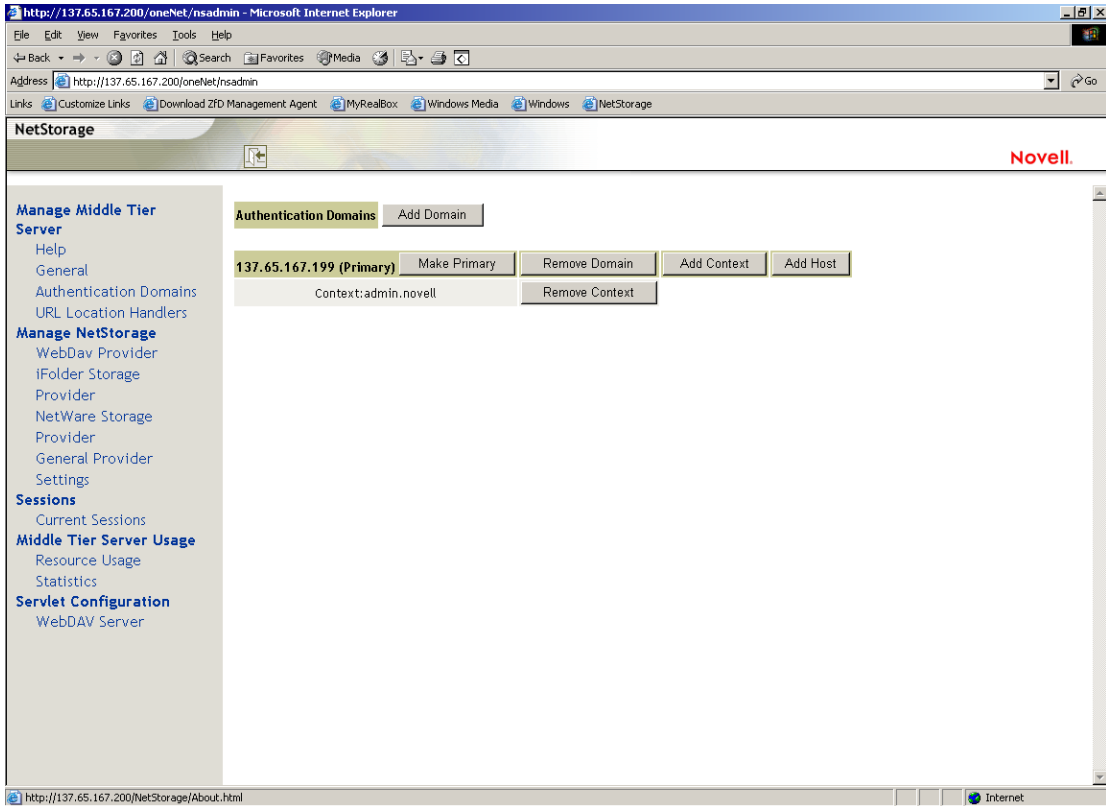 http://137.65.167.200/oneNet/nsadmin - Microsoft Internet Explorer
File Edit View Favorites Tools Help
Back Search Favorites Media
Address http://137.65.167.200/oneNet/nsadmin Go
Links Customize Links Download ZfD Management Agent MyRealBox Windows Media Windows NetStorage
NetStorage
Novell.
Manage Middle Tier
Server
Help
General
Authentication Domains
URL Location Handlers
Manage NetStorage
WebDav Provider
iFolder Storage
Provider
NetWare Storage
Provider
General Provider
Settings
Sessions
Current Sessions
Middle Tier Server Usage
Resource Usage
Statistics
Servlet Configuration
WebDAV Server
Authentication Domains Add Domain
137.65.167.199 (Primary) Make Primary Remove Domain Add Context Add Host
Context:admin.novell Remove Context
http://137.65.167.200/NetStorage/About.html Internet